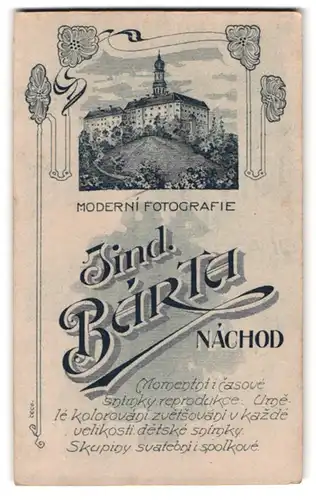 MODERNÍ FOTOGRAFIE
Jind.
BÁRTA
NÁCHOD
Momentní i časové
snímky, reprodukce. Umě-
lé kolorování zvětšování v každé
velikosti, dětské snímky.
Skupiny svatební i spolkové.